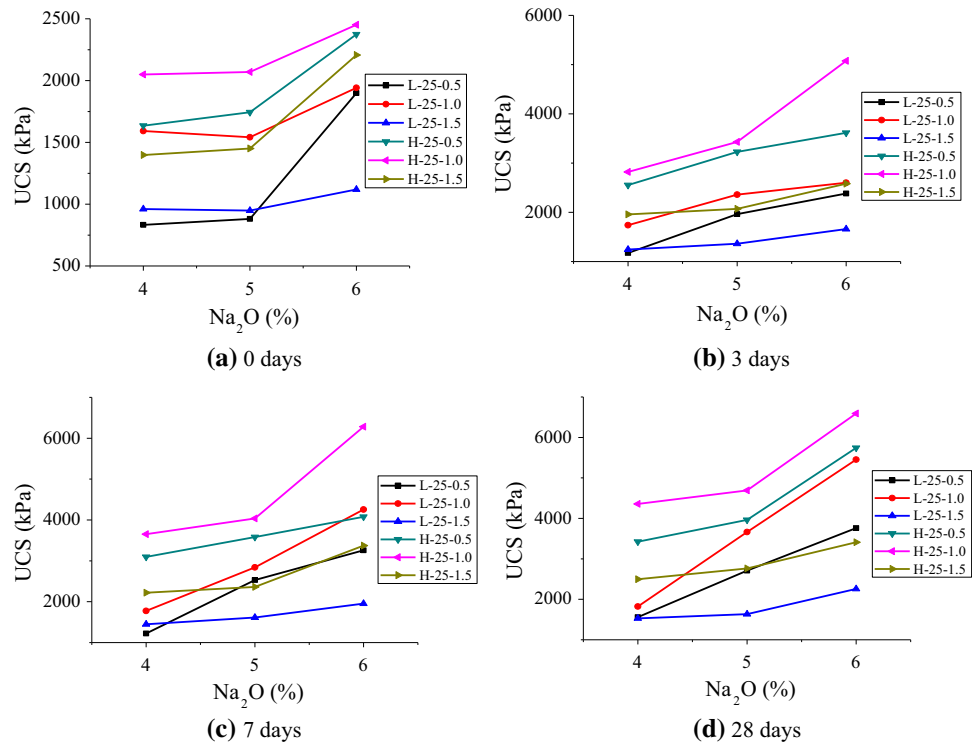 2500
2000
1500
1000
500
UCS (kPa)
4
5
6
Na₂O (%)
L-25-0.5
L-25-1.0
L-25-1.5
H-25-0.5
H-25-1.0
H-25-1.5
(a) 0 days
6000
4000
2000
UCS (kPa)
4
5
6
Na₂O (%)
L-25-0.5
L-25-1.0
L-25-1.5
H-25-0.5
H-25-1.0
H-25-1.5
(b) 3 days
6000
4000
2000
UCS (kPa)
4
5
6
Na₂O (%)
L-25-0.5
L-25-1.0
L-25-1.5
H-25-0.5
H-25-1.0
H-25-1.5
(c) 7 days
6000
4000
2000
UCS (kPa)
4
5
6
Na₂O (%)
L-25-0.5
L-25-1.0
L-25-1.5
H-25-0.5
H-25-1.0
H-25-1.5
(d) 28 days